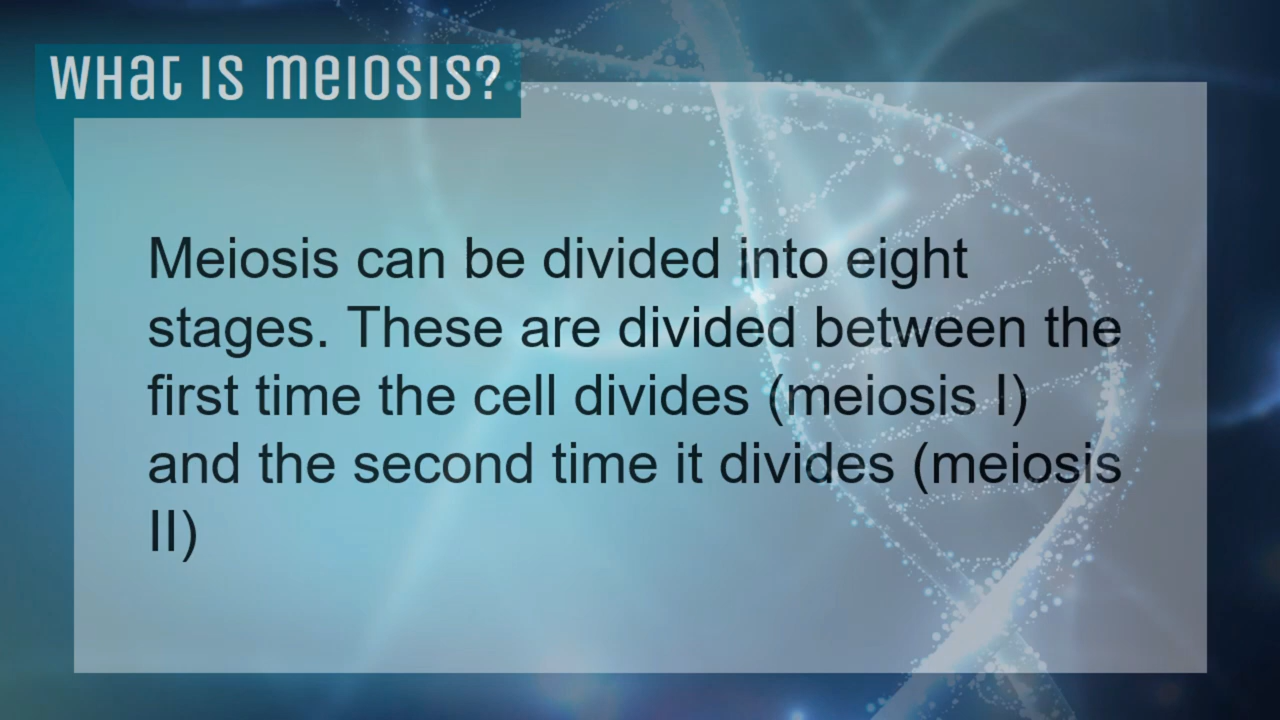 What is meiosis?
Meiosis can be divided into eight
stages. These are divided between the
first time the cell divides (meiosis I)
and the second time it divides (meiosis
II)